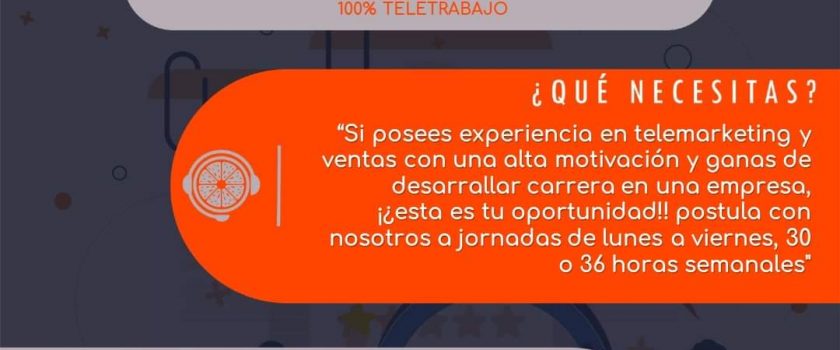 100% TELETRABAJO
¿QUÉ NECESITAS?
“Si posees experiencia en telemarketing y
ventas con una alta motivación y ganas de
desarrallar carrera en una empresa,
¡¿esta es tu oportunidad!! postula con
nosotros a jornadas de lunes a viernes, 30
o 36 horas semanales"